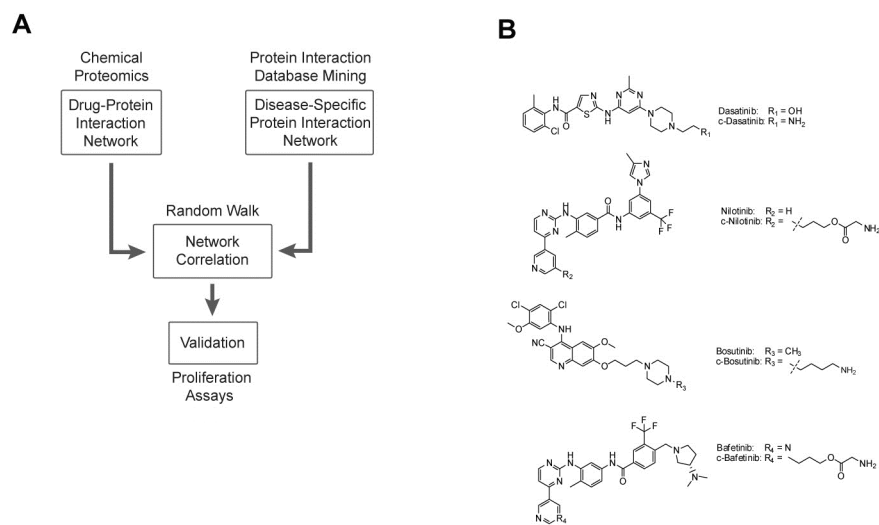 A
Chemical
Proteomics
Drug-Protein
Interaction
Network
Protein Interaction
Database Mining
Disease-Specific
Protein Interaction
Network
Random Walk
Network
Correlation
Validation
Proliferation
Assays
B
Dasatinib: R₁ = OH
c-Dasatinib: R₁ = NH₂
Nilotinib: R₂ = H
c-Nilotinib: R₂ =
Bosutinib: R₃ = CH₃
c-Bosutinib: R₃ =
Bafetinib: R₄ = N
c-Bafetinib: R₄ =